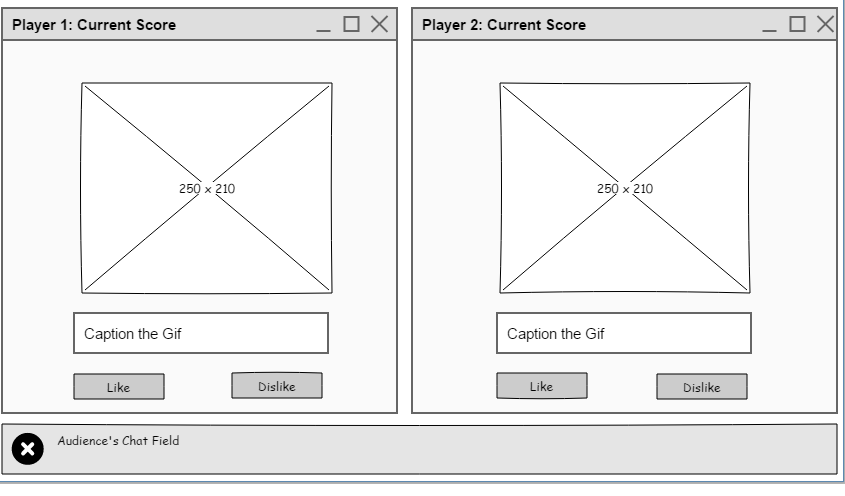 Player 1: Current Score
250 x 210
Caption the Gif
Like
Dislike
Player 2: Current Score
250 x 210
Caption the Gif
Like
Dislike
Audience's Chat Field